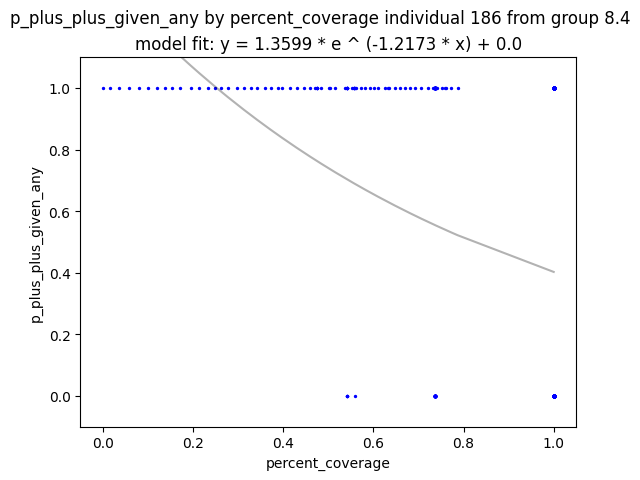 p_plus_plus_given_any by percent_coverage individual 186 from group 8.4
model fit: y = 1.3599 * e ^ (-1.2173 * x) + 0.0
1.0
0.8
0.6
0.4
0.2
0.0
p_plus_plus_given_any
0.0 0.2 0.4 0.6 0.8 1.0
percent_coverage